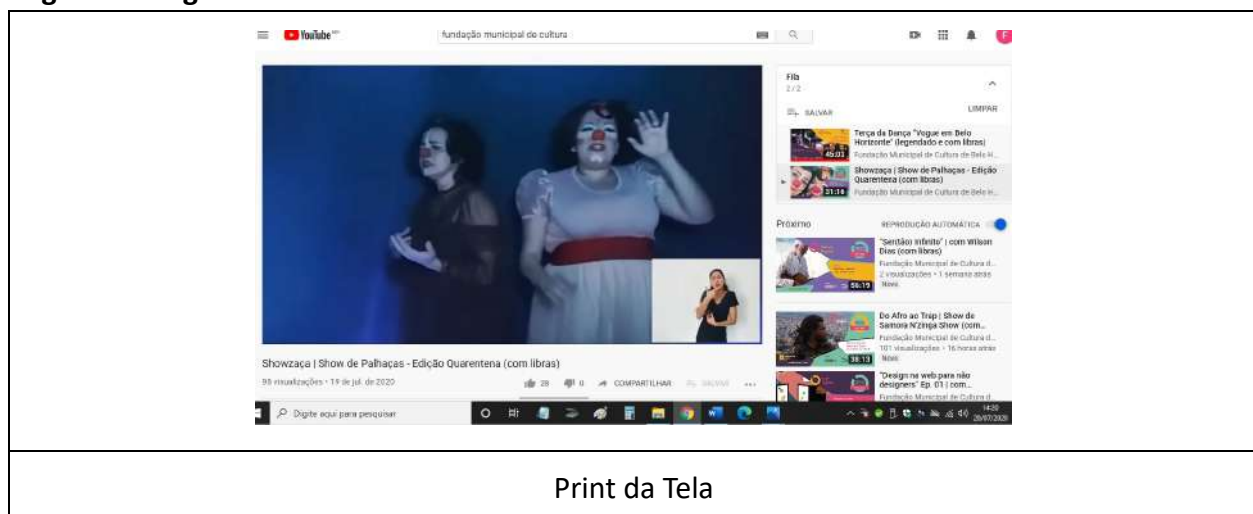 YouTube
fundação municipal de cultura
Fila
2 / 2
SALVAR
LIMPAR
Terça da Dança "Vogue em Belo
Horizonte" (legendado e com libras)
Fundação Municipal de Cultura de Belo H...
45:03
Showzaça | Show de Palhaças - Edição
Quarentena (com libras)
Fundação Municipal de Cultura de Belo H...
31:16
Próximo
REPRODUÇÃO AUTOMÁTICA
"Sertão Infinito" | com Wilson
Dias (com libras)
Fundação Municipal de Cultura d...
2 visualizações • 1 semana atrás
Novo
56:19
Do Afro ao Trap | Show de
Samora N'zinga Show (com...
Fundação Municipal de Cultura d...
101 visualizações • 16 horas atrás
Novo
38:13
"Design na web para não
designers" Ep. 01 | com...
Fundação Municipal de Cultura d...
Showzaça | Show de Palhaças - Edição Quarentena (com libras)
98 visualizações • 19 de jul. de 2020
28
0
COMPARTILHAR
SALVAR
Digite aqui para pesquisar
14:20
Print da Tela